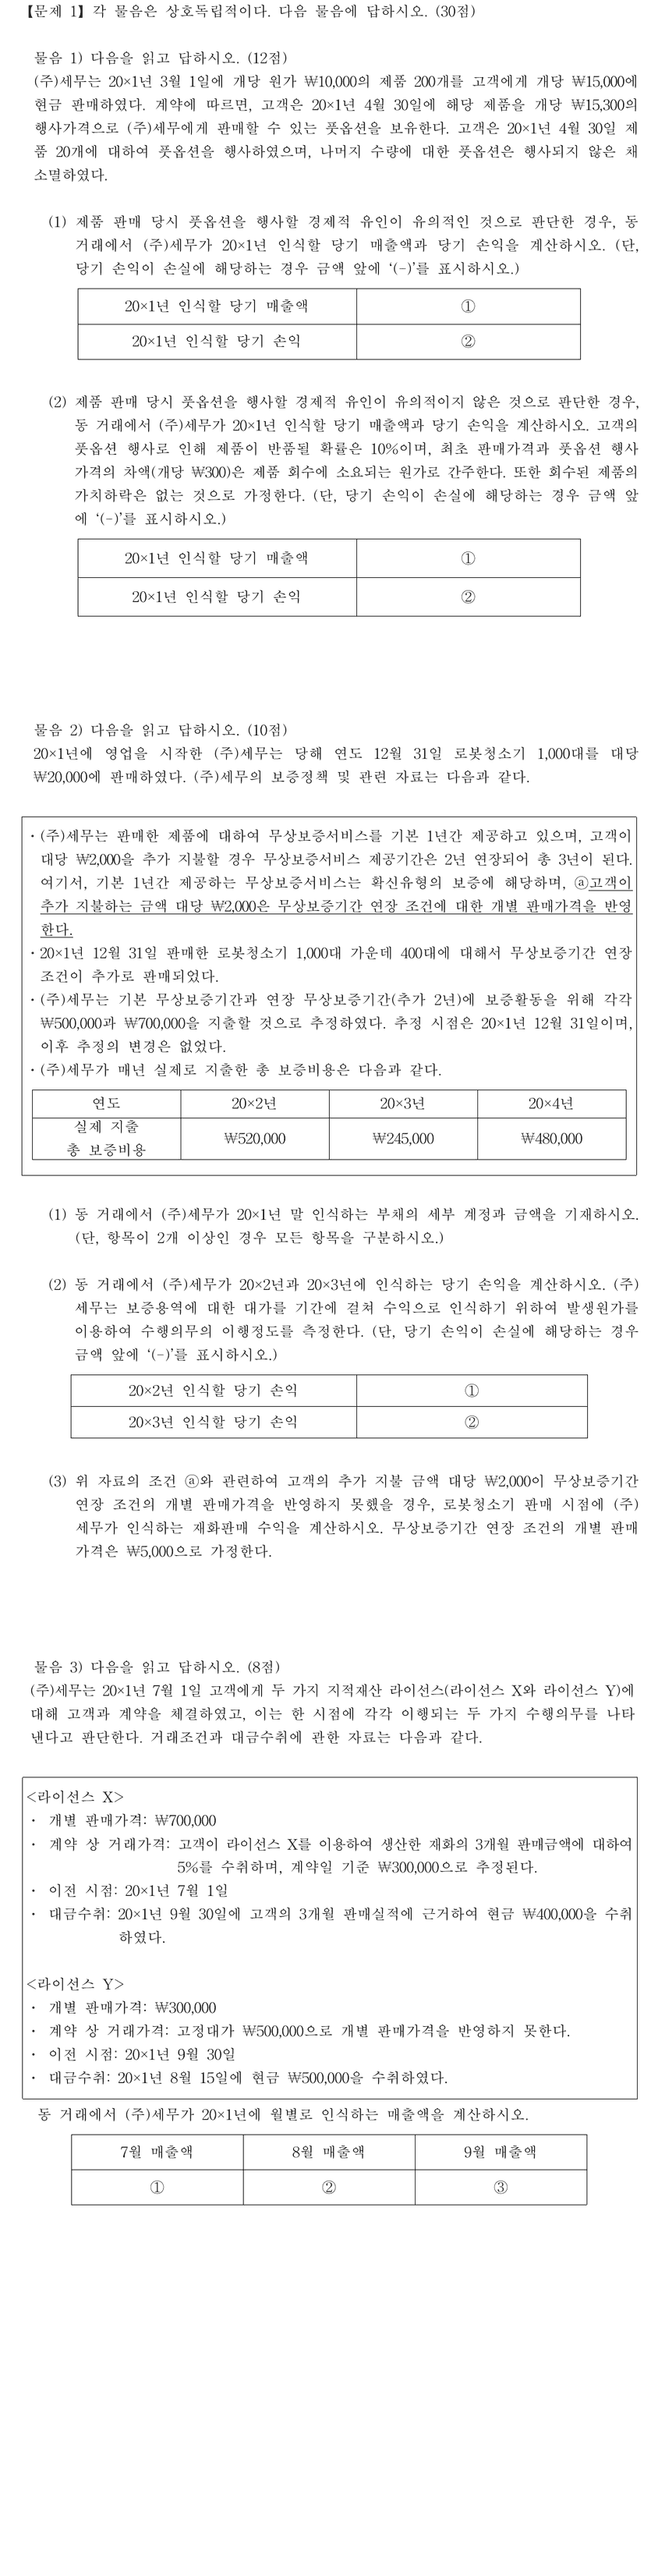 【문제 1】 각 물음은 상호독립적이다. 다음 물음에 답하시오. (30점)
물음 1) 다음을 읽고 답하시오. (12점)
(주)세무는 20×1년 3월 1일에 개당 원가 ₩10,000의 제품 200개를 고객에게 개당 ₩15,000에
현금 판매하였다. 계약에 따르면, 고객은 20×1년 4월 30일에 해당 제품을 개당 ₩15,300의
행사가격으로 (주)세무에게 판매할 수 있는 풋옵션을 보유한다. 고객은 20×1년 4월 30일 제
품 20개에 대하여 풋옵션을 행사하였으며, 나머지 수량에 대한 풋옵션은 행사되지 않은 채
소멸하였다.
(1) 제품 판매 당시 풋옵션을 행사할 경제적 유인이 유의적인 것으로 판단한 경우, 동
거래에서 (주)세무가 20×1년 인식할 당기 매출액과 당기 손익을 계산하시오. (단,
당기 손익이 손실에 해당하는 경우 금액 앞에 '(-)'를 표시하시오.)
20×1년 인식할 당기 매출액 ①
20×1년 인식할 당기 손익 ②
(2) 제품 판매 당시 풋옵션을 행사할 경제적 유인이 유의적이지 않은 것으로 판단한 경우,
동 거래에서 (주)세무가 20×1년 인식할 당기 매출액과 당기 손익을 계산하시오. 고객의
풋옵션 행사로 인해 제품이 반품될 확률은 10%이며, 최초 판매가격과 풋옵션 행사
가격의 차액(개당 ₩300)은 제품 회수에 소요되는 원가로 간주한다. 또한 회수된 제품의
가치하락은 없는 것으로 가정한다. (단, 당기 손익이 손실에 해당하는 경우 금액 앞
에 '(-)'를 표시하시오.)
20×1년 인식할 당기 매출액 ①
20×1년 인식할 당기 손익 ②
물음 2) 다음을 읽고 답하시오. (10점)
20×1년에 영업을 시작한 (주)세무는 당해 연도 12월 31일 로봇청소기 1,000대를 대당
₩20,000에 판매하였다. (주)세무의 보증정책 및 관련 자료는 다음과 같다.
・(주)세무는 판매한 제품에 대하여 무상보증서비스를 기본 1년간 제공하고 있으며, 고객이
대당 ₩2,000을 추가 지불할 경우 무상보증서비스 제공기간은 2년 연장되어 총 3년이 된다.
여기서, 기본 1년간 제공하는 무상보증서비스는 확신유형의 보증에 해당하며, ⓐ고객이
추가 지불하는 금액 대당 ₩2,000은 무상보증기간 연장 조건에 대한 개별 판매가격을 반영
한다.
・20×1년 12월 31일 판매한 로봇청소기 1,000대 가운데 400대에 대해서 무상보증기간 연장
조건이 추가로 판매되었다.
・(주)세무는 기본 무상보증기간과 연장 무상보증기간(추가 2년)에 보증활동을 위해 각각
₩500,000과 ₩700,000을 지출할 것으로 추정하였다. 추정 시점은 20×1년 12월 31일이며,
이후 추정의 변경은 없었다.
・(주)세무가 매년 실제로 지출한 총 보증비용은 다음과 같다.
연도 20×2년 20×3년 20×4년
실제 지출
총 보증비용 ₩520,000 ₩245,000 ₩480,000
(1) 동 거래에서 (주)세무가 20×1년 말 인식하는 부채의 세부 계정과 금액을 기재하시오.
(단, 항목이 2개 이상인 경우 모든 항목을 구분하시오.)
(2) 동 거래에서 (주)세무가 20×2년과 20×3년에 인식하는 당기 손익을 계산하시오. (주)
세무는 보증용역에 대한 대가를 기간에 걸쳐 수익으로 인식하기 위하여 발생원가를
이용하여 수행의무의 이행정도를 측정한다. (단, 당기 손익이 손실에 해당하는 경우
금액 앞에 '(-)'를 표시하시오.)
20×2년 인식할 당기 손익 ①
20×3년 인식할 당기 손익 ②
(3) 위 자료의 조건 ⓐ와 관련하여 고객의 추가 지불 금액 대당 ₩2,000이 무상보증기간
연장 조건의 개별 판매가격을 반영하지 못했을 경우, 로봇청소기 판매 시점에 (주)
세무가 인식하는 재화판매 수익을 계산하시오. 무상보증기간 연장 조건의 개별 판매
가격은 ₩5,000으로 가정한다.
물음 3) 다음을 읽고 답하시오. (8점)
(주)세무는 20×1년 7월 1일 고객에게 두 가지 지적재산 라이선스(라이선스 X와 라이선스 Y)에
대해 고객과 계약을 체결하였고, 이는 한 시점에 각각 이행되는 두 가지 수행의무를 나타
낸다고 판단한다. 거래조건과 대금수취에 관한 자료는 다음과 같다.
<라이선스 X>
・ 개별 판매가격: ₩700,000
・ 계약 상 거래가격: 고객이 라이선스 X를 이용하여 생산한 재화의 3개월 판매금액에 대하여
5%를 수취하며, 계약일 기준 ₩300,000으로 추정된다.
・ 이전 시점: 20×1년 7월 1일
・ 대금수취: 20×1년 9월 30일에 고객의 3개월 판매실적에 근거하여 현금 ₩400,000을 수취
하였다.
<라이선스 Y>
・ 개별 판매가격: ₩300,000
・ 계약 상 거래가격: 고정대가 ₩500,000으로 개별 판매가격을 반영하지 못한다.
・ 이전 시점: 20×1년 9월 30일
・ 대금수취: 20×1년 8월 15일에 현금 ₩500,000을 수취하였다.
동 거래에서 (주)세무가 20×1년에 월별로 인식하는 매출액을 계산하시오.
7월 매출액 8월 매출액 9월 매출액
① ② ③